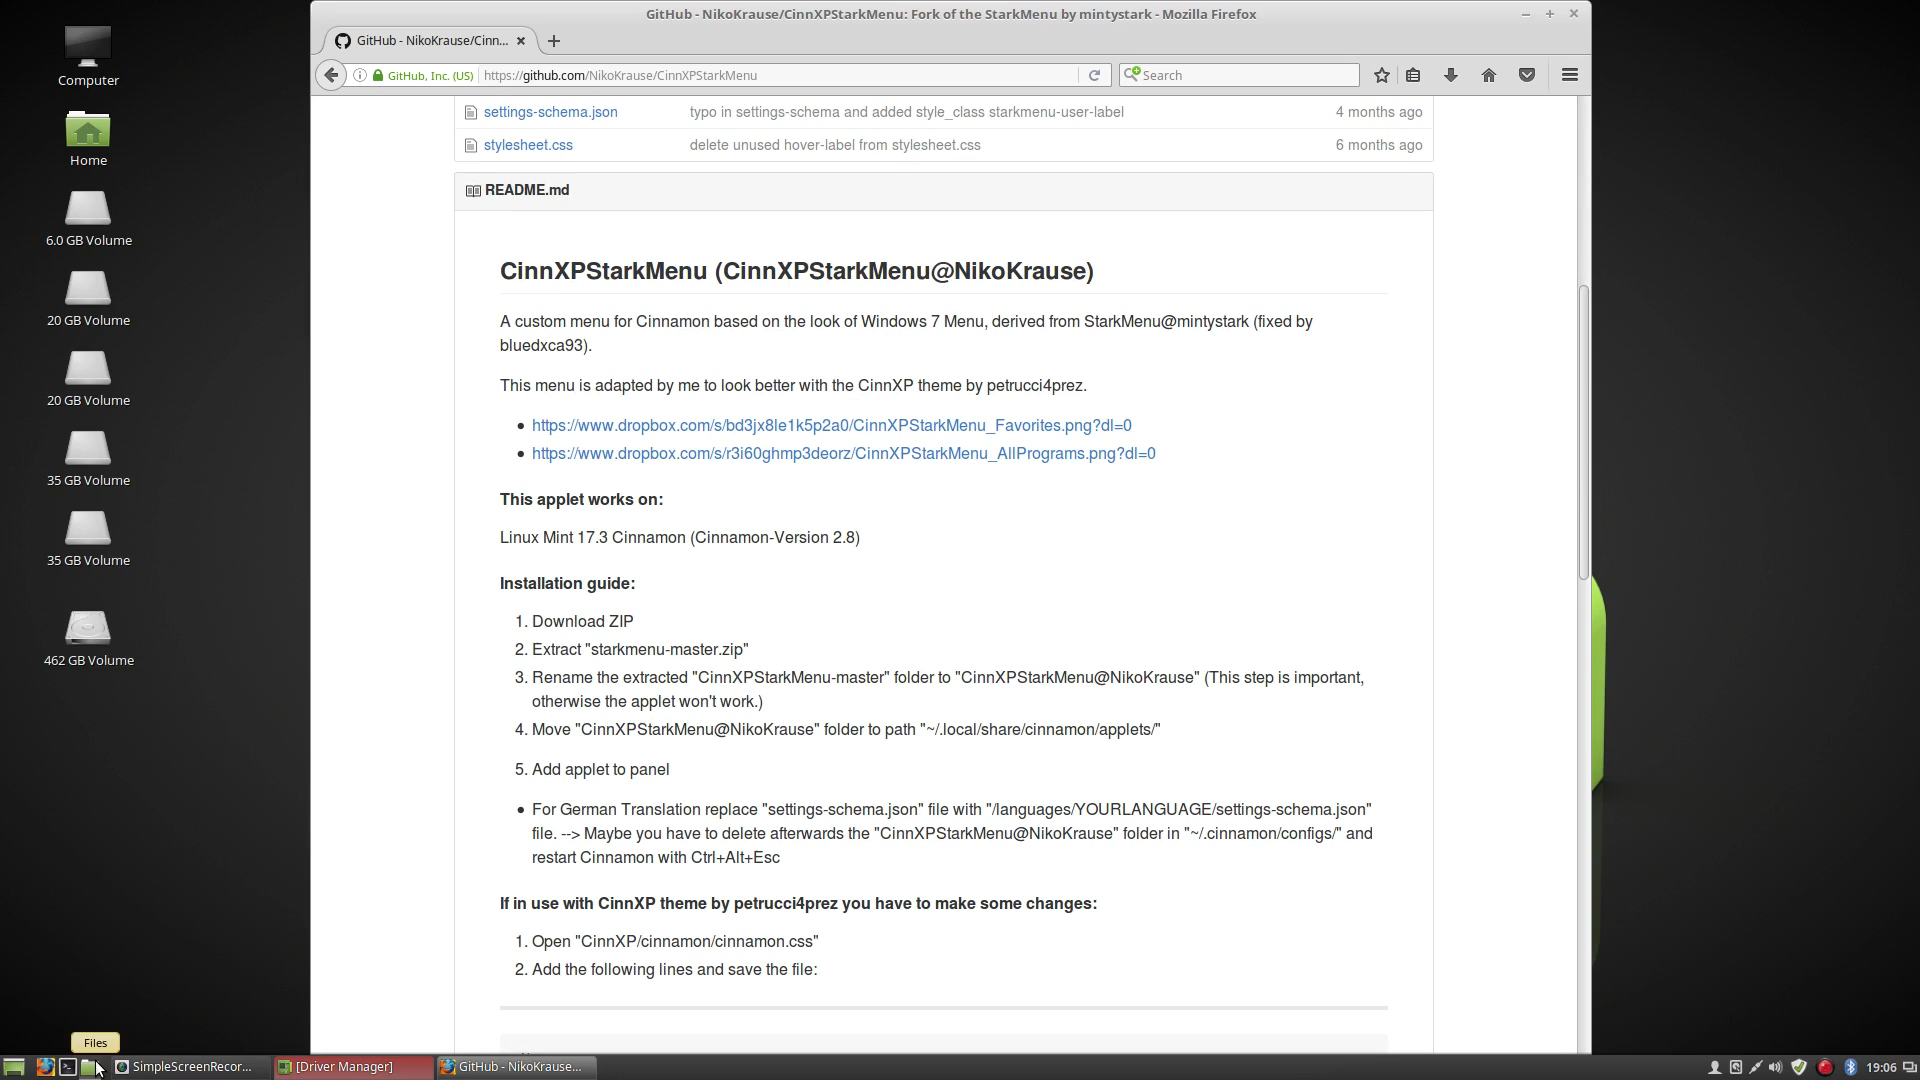 GitHub - NikoKrause/CinnXPStarkMenu: Fork of the StarkMenu by mintystark - Mozilla Firefox
GitHub - NikoKrause/Cinn...
GitHub, Inc. (US)
https://github.com/NikoKrause/CinnXPStarkMenu
Search
Computer
Home
6.0 GB Volume
20 GB Volume
20 GB Volume
35 GB Volume
35 GB Volume
462 GB Volume
settings-schema.json typo in settings-schema and added style_class starkmenu-user-label 4 months ago
stylesheet.css delete unused hover-label from stylesheet.css 6 months ago
README.md
CinnXPStarkMenu (CinnXPStarkMenu@NikoKrause)
A custom menu for Cinnamon based on the look of Windows 7 Menu, derived from StarkMenu@mintystark (fixed by
bluedxca93).
This menu is adapted by me to look better with the CinnXP theme by petrucci4prez.
• https://www.dropbox.com/s/bd3jx8le1k5p2a0/CinnXPStarkMenu_Favorites.png?dl=0
• https://www.dropbox.com/s/r3i60ghmp3deorz/CinnXPStarkMenu_AllPrograms.png?dl=0
This applet works on:
Linux Mint 17.3 Cinnamon (Cinnamon-Version 2.8)
Installation guide:
1. Download ZIP
2. Extract "starkmenu-master.zip"
3. Rename the extracted "CinnXPStarkMenu-master" folder to "CinnXPStarkMenu@NikoKrause" (This step is important,
otherwise the applet won't work.)
4. Move "CinnXPStarkMenu@NikoKrause" folder to path "~/.local/share/cinnamon/applets/"
5. Add applet to panel
• For German Translation replace "settings-schema.json" file with "/languages/YOURLANGUAGE/settings-schema.json"
file. --> Maybe you have to delete afterwards the "CinnXPStarkMenu@NikoKrause" folder in "~/.cinnamon/configs/" and
restart Cinnamon with Ctrl+Alt+Esc
If in use with CinnXP theme by petrucci4prez you have to make some changes:
1. Open "CinnXP/cinnamon/cinnamon.css"
2. Add the following lines and save the file:
Files
SimpleScreenRecor...
[Driver Manager]
GitHub - NikoKrause...
19:06